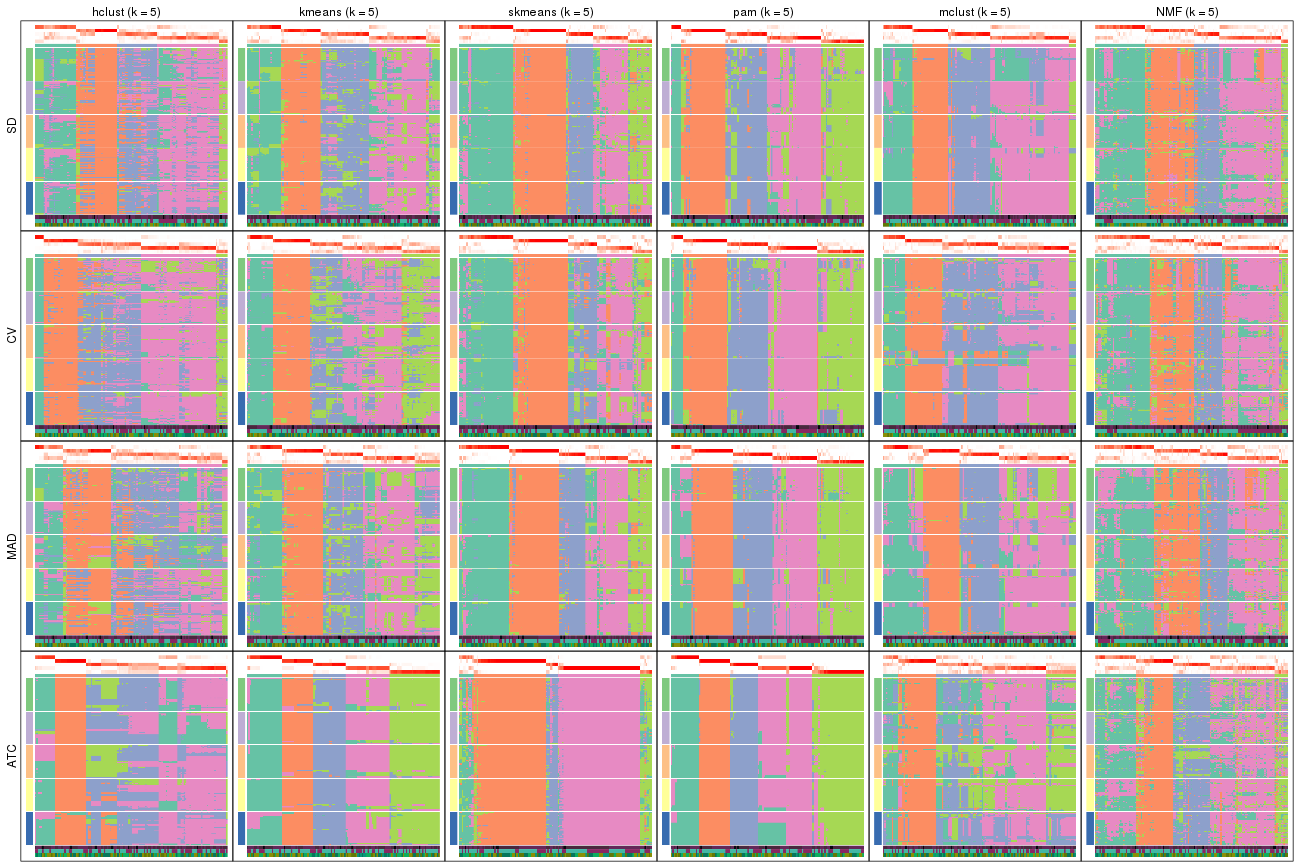 hclust (k = 5)
kmeans (k = 5)
skmeans (k = 5)
pam (k = 5)
mclust (k = 5)
NMF (k = 5)
SD
CV
MAD
ATC